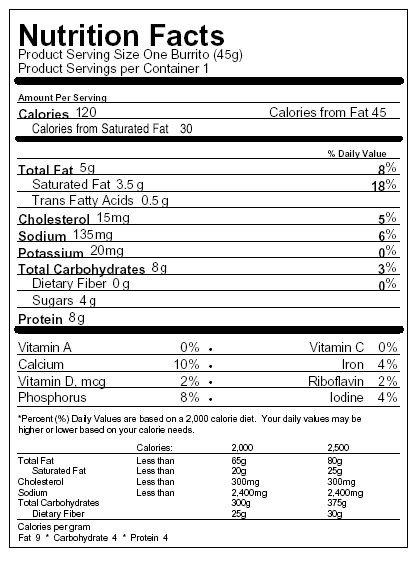 Nutrition Facts
Product Serving Size One Burrito (45g)
Product Servings per Container 1
Amount Per Serving
Calories 120 Calories from Fat 45
Calories from Saturated Fat 30
% Daily Value
Total Fat 5g 8%
Saturated Fat 3.5 g 18%
Trans Fatty Acids 0.5 g
Cholesterol 15mg 5%
Sodium 135mg 6%
Potassium 20mg 0%
Total Carbohydrates 8g 3%
Dietary Fiber 0g 0%
Sugars 4g
Protein 8g
Vitamin A 0% • Vitamin C 0%
Calcium 10% • Iron 4%
Vitamin D, mcg 2% • Riboflavin 2%
Phosphorus 8% • Iodine 4%
*Percent (%) Daily Values are based on a 2,000 calorie diet. Your daily values may
be higher or lower based on your calorie needs.
Calories: 2,000 2,500
Total Fat Less than 65g 80g
Saturated Fat Less than 20g 25g
Cholesterol Less than 300mg 300mg
Sodium Less than 2,400mg 2,400mg
Total Carbohydrates 300g 375g
Dietary Fiber 25g 30g
Calories per gram
Fat 9 * Carbohydrate 4 * Protein 4